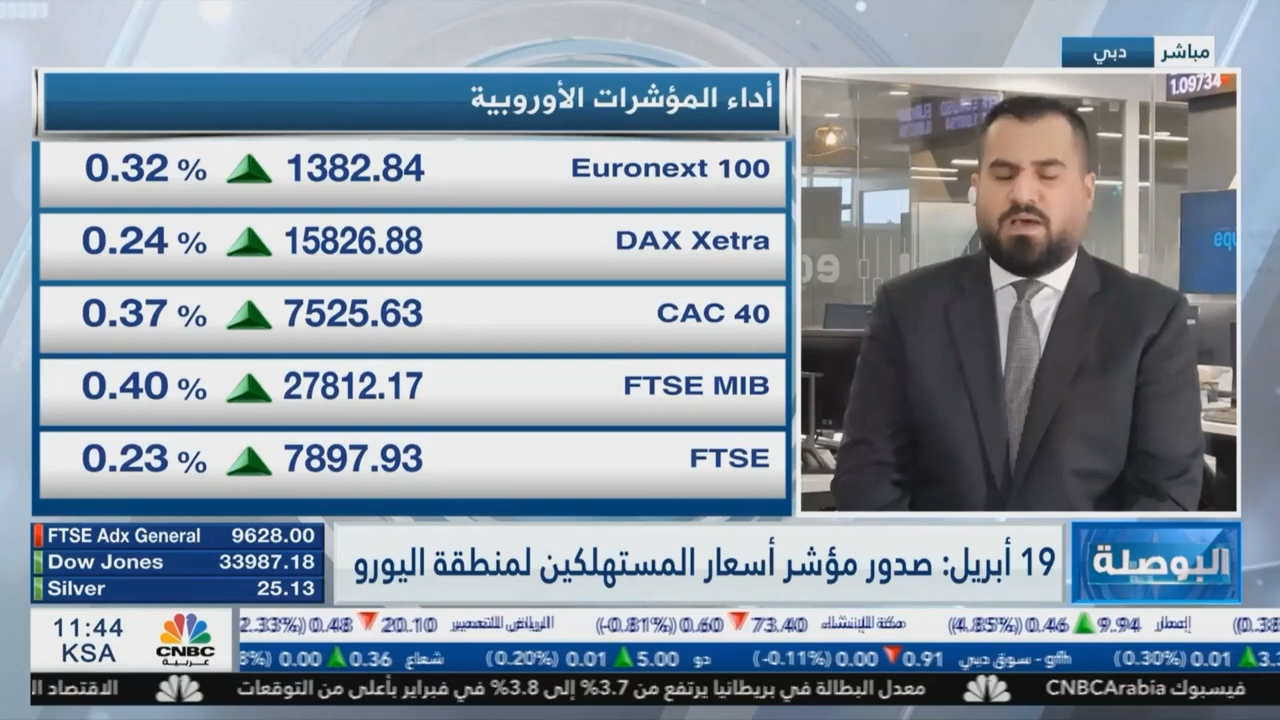 مباشر دبي
1.09734
أداء المؤشرات الأوروبية
Euronext 100 1382.84 0.32 %
DAX Xetra 15826.88 0.24 %
CAC 40 7525.63 0.37 %
FTSE MIB 27812.17 0.40 %
FTSE 7897.93 0.23 %
البوصلة
19 أبريل: صدور مؤشر أسعار المستهلكين لمنطقة اليورو
FTSE Adx General 9628.00
Dow Jones 33987.18
Silver 25.13
11:44
KSA
CNBC
عربية
إعمار 9.94 0.46 (4.85%) مكة للإنشاء 73.40 0.60 (-0.81%) الرياض للتعمير 20.10 0.48
0.01 (0.30%) سوق دبي 0.91 0.00 (-0.11%) دو 5.00 0.01 (0.20%) شعاع 0.36 0.00
فيسبوك CNBCArabia معدل البطالة في بريطانيا يرتفع من 3.7% إلى 3.8% في فبراير بأعلى من التوقعات الاقتصاد